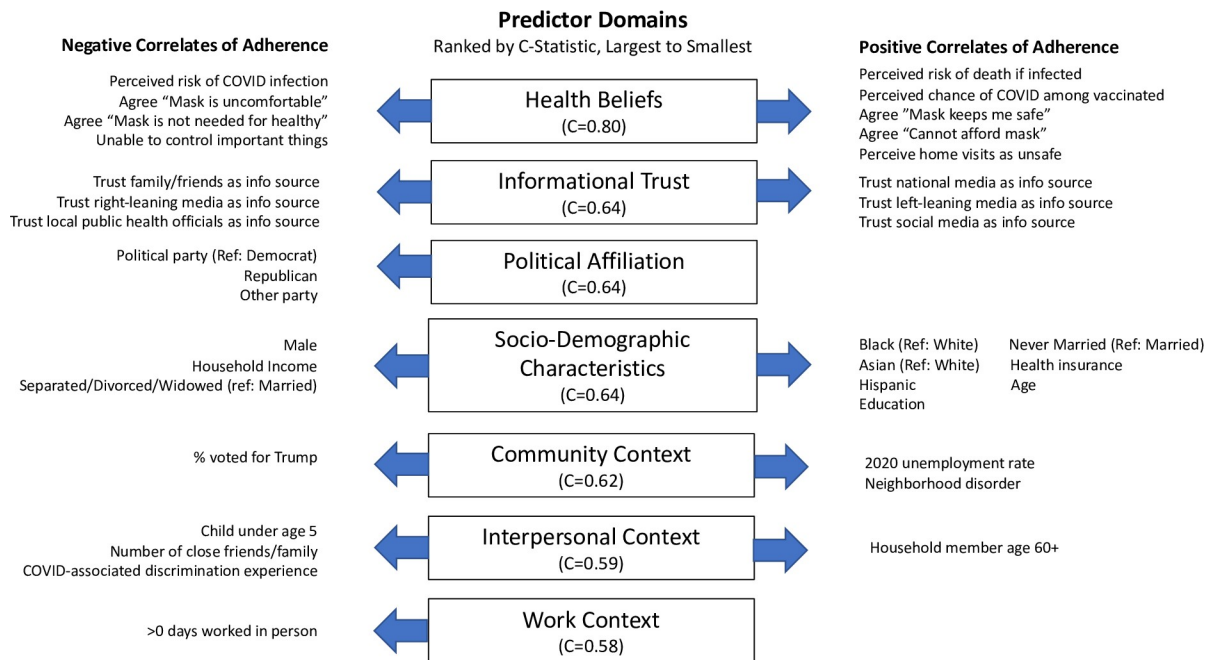 Predictor Domains
Ranked by C-Statistic, Largest to Smallest
Negative Correlates of Adherence
Positive Correlates of Adherence
Perceived risk of COVID infection
Agree “Mask is uncomfortable”
Agree “Mask is not needed for healthy”
Unable to control important things
Health Beliefs
(C=0.80)
Perceived risk of death if infected
Perceived chance of COVID among vaccinated
Agree ”Mask keeps me safe”
Agree “Cannot afford mask”
Perceive home visits as unsafe
Trust family/friends as info source
Trust right-leaning media as info source
Trust local public health officials as info source
Informational Trust
(C=0.64)
Trust national media as info source
Trust left-leaning media as info source
Trust social media as info source
Political party (Ref: Democrat)
Republican
Other party
Political Affiliation
(C=0.64)
Male
Household Income
Separated/Divorced/Widowed (ref: Married)
Socio-Demographic
Characteristics
(C=0.64)
Black (Ref: White)
Asian (Ref: White)
Hispanic
Education
Never Married (Ref: Married)
Health insurance
Age
% voted for Trump
Community Context
(C=0.62)
2020 unemployment rate
Neighborhood disorder
Child under age 5
Number of close friends/family
COVID-associated discrimination experience
Interpersonal Context
(C=0.59)
Household member age 60+
>0 days worked in person
Work Context
(C=0.58)